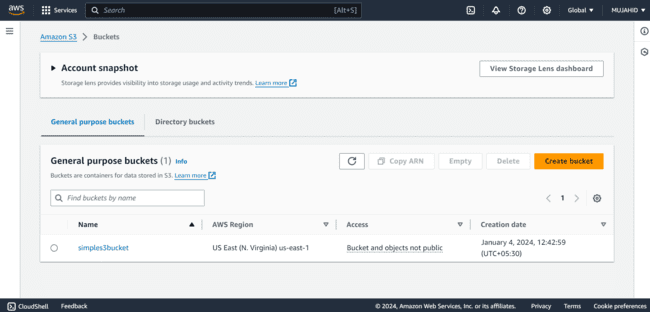 aws
Services
Search
[Alt+S]
Global
MUJAHID
Amazon S3 > Buckets
Account snapshot
View Storage Lens dashboard
Storage lens provides visibility into storage usage and activity trends. Learn more
General purpose buckets
Directory buckets
General purpose buckets (1) Info
Copy ARN
Empty
Delete
Create bucket
Buckets are containers for data stored in S3. Learn more
Find buckets by name
1
Name
AWS Region
Access
Creation date
simples3bucket
US East (N. Virginia) us-east-1
Bucket and objects not public
January 4, 2024, 12:42:59
(UTC+05:30)
CloudShell
Feedback
© 2024, Amazon Web Services, Inc. or its affiliates.
Privacy
Terms
Cookie preferences